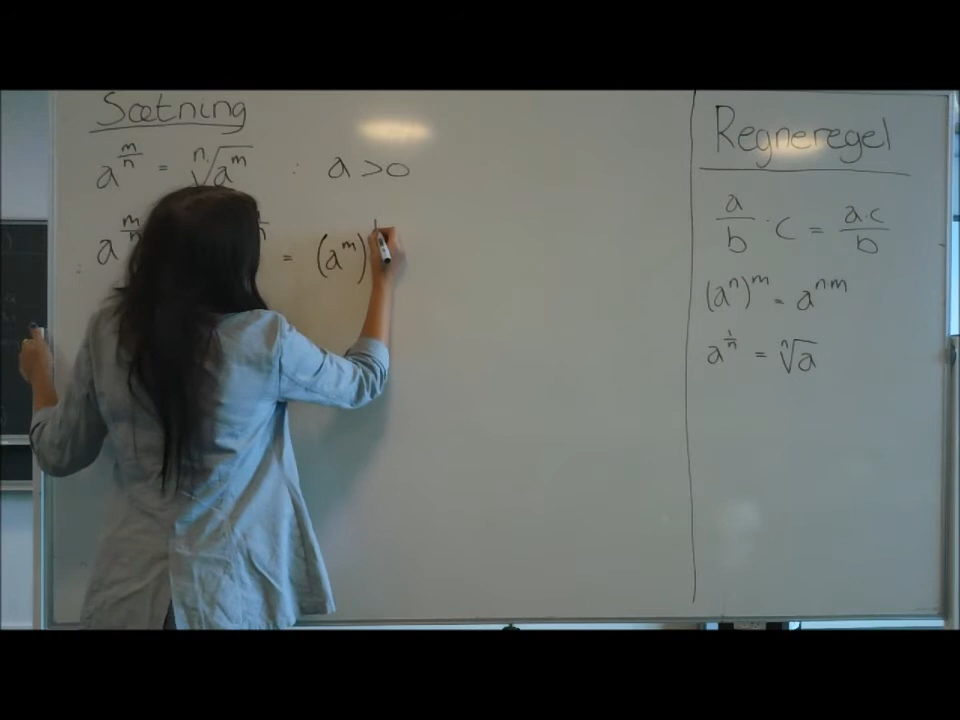 Sætning
a^{m/n} = ⁿ√(a^m) : a > 0
a^{m/n} = (a^m)
Regneregel
a/b · c = a·c/b
(a^n)^m = a^{nm}
a^{1/n} = ⁿ√a